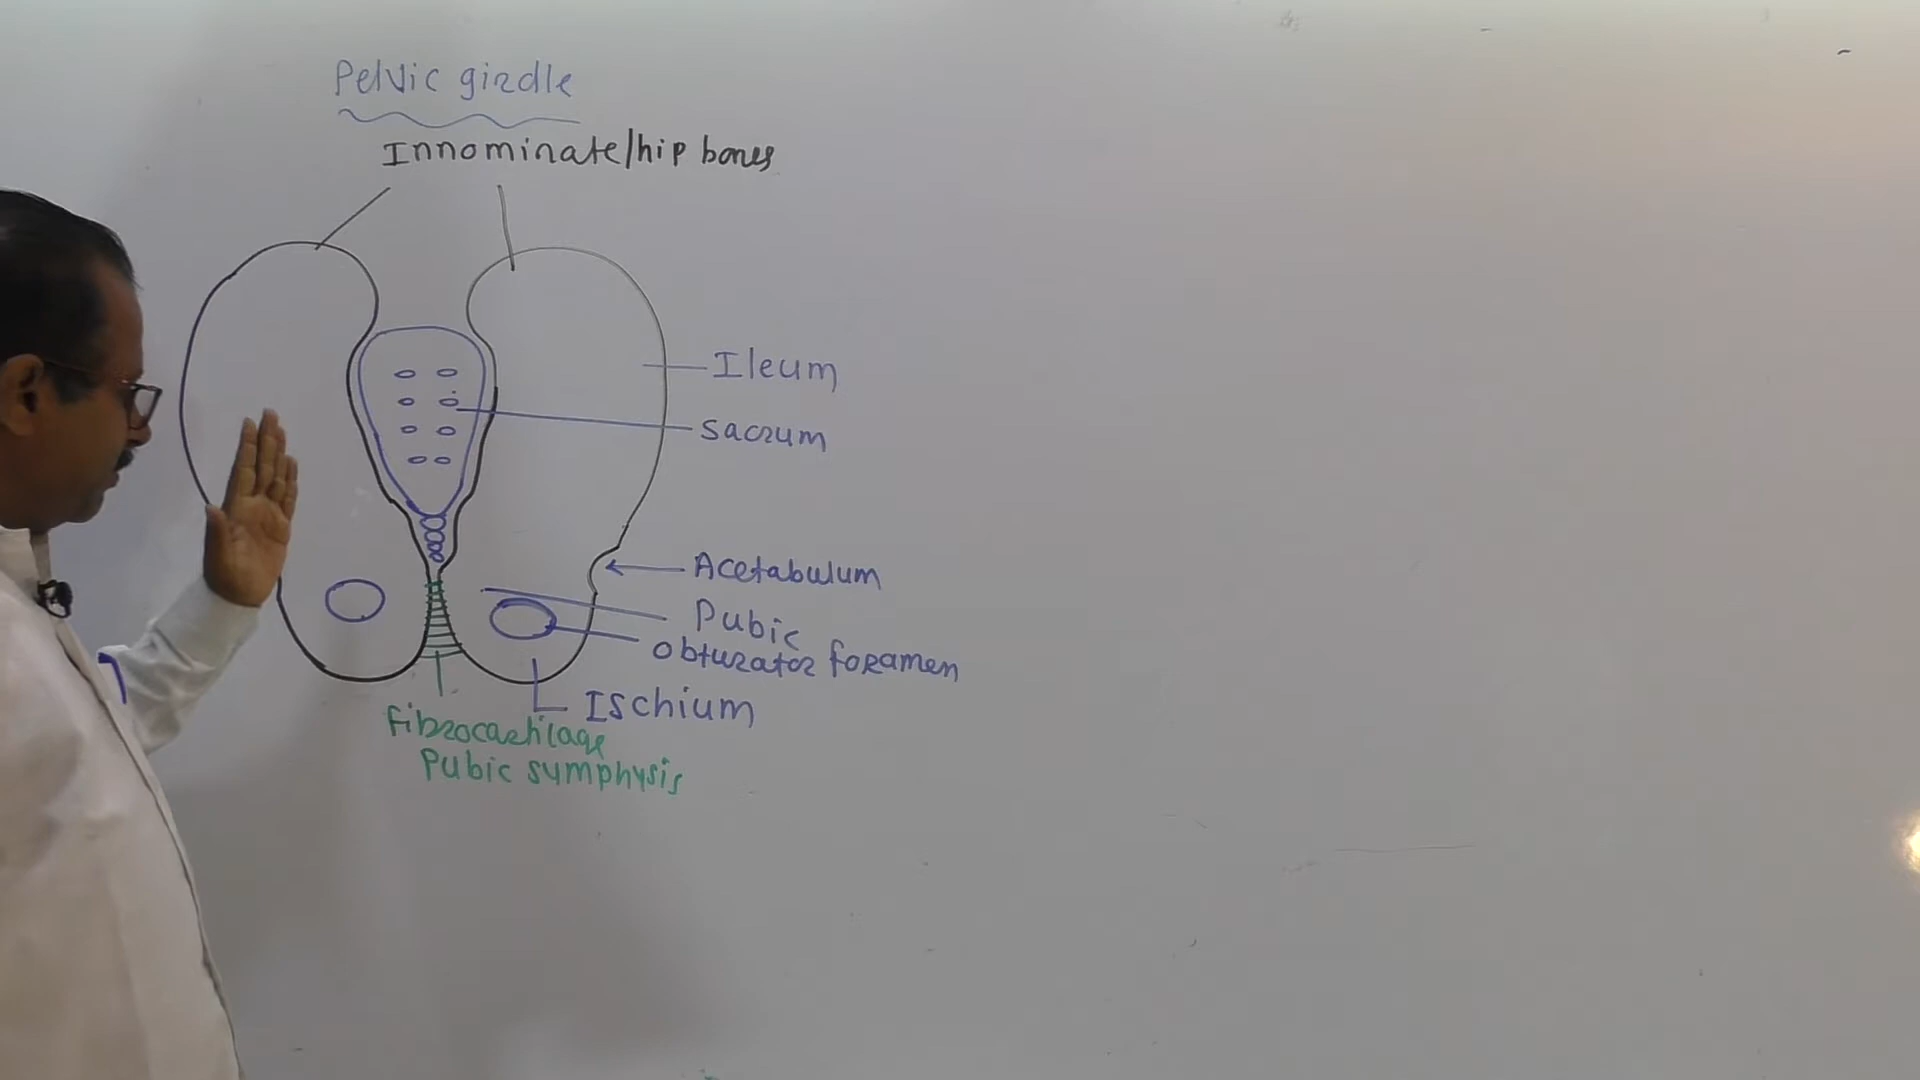 Pelvic girdle
Innominate/hip bones
Ileum
Sacrum
Acetabulum
Pubic
Obturator foramen
Ischium
Fibrocartilage
Pubic symphysis